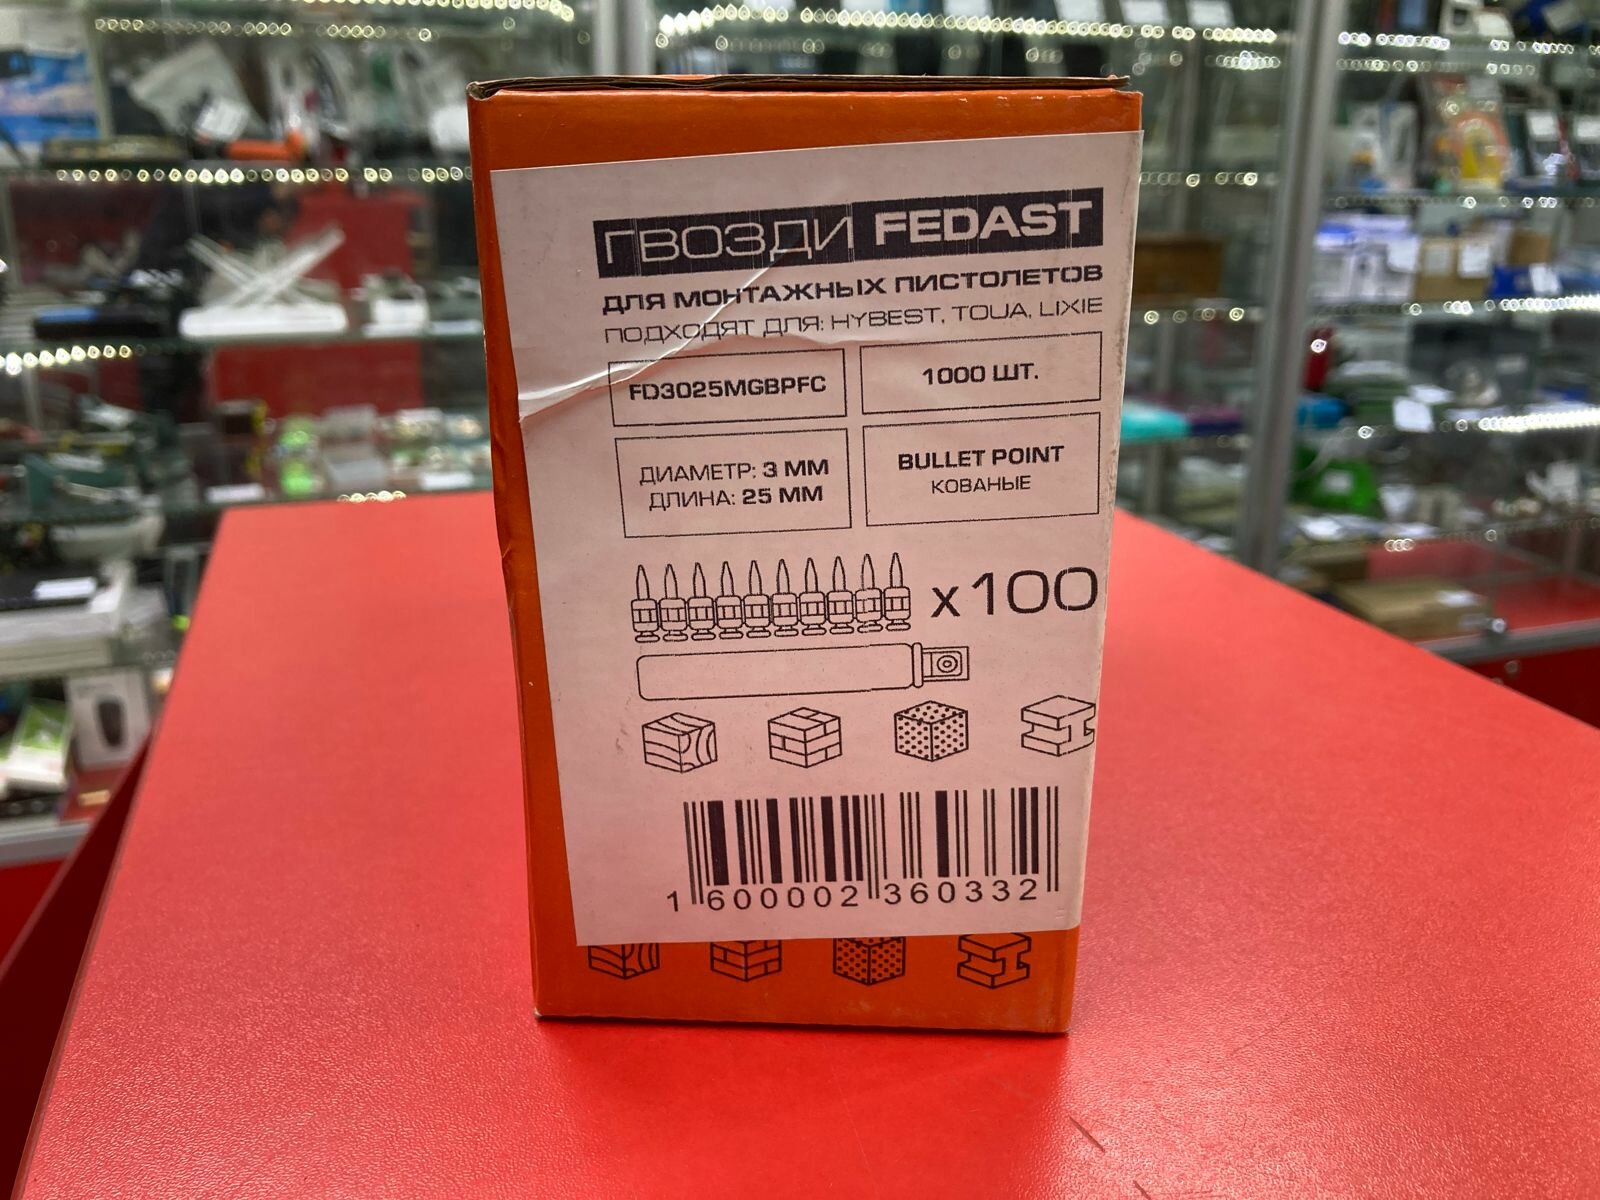 ГВОЗДИ FEDAST
ДЛЯ МОНТАЖНЫХ ПИСТОЛЕТОВ
ПОДХОДЯТ ДЛЯ: HYBEST, TOUA, LIXIE
FD3025MGBPFC
1000 ШТ.
ДИАМЕТР: 3 ММ
ДЛИНА: 25 ММ
BULLET POINT
КОВАНЫЕ
x100
1 600002 360332